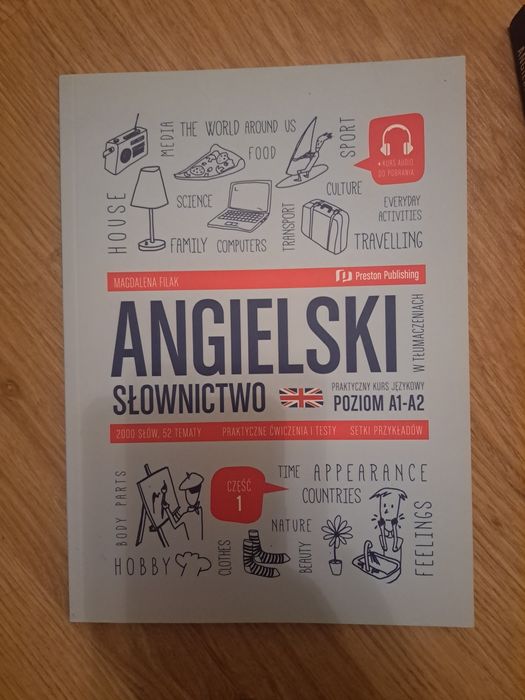 MEDIA
THE WORLD AROUND US
FOOD
SPORT
+ KURS AUDIO
DO POBRANIA
HOUSE
SCIENCE
CULTURE
EVERYDAY
ACTIVITIES
FAMILY
COMPUTERS
TRANSPORT
TRAVELLING
MAGDALENA FILAK
Preston Publishing
ANGIELSKI
W TŁUMACZENIACH
SŁOWNICTWO
PRAKTYCZNY KURS JĘZYKOWY
POZIOM A1-A2
2000 SŁÓW, 52 TEMATY PRAKTYCZNE ĆWICZENIA I TESTY SETKI PRZYKŁADÓW
BODY PARTS
CZĘŚĆ
1
TIME
APPEARANCE
COUNTRIES
NATURE
HOBBY
CLOTHES
BEAUTY
FEELINGS